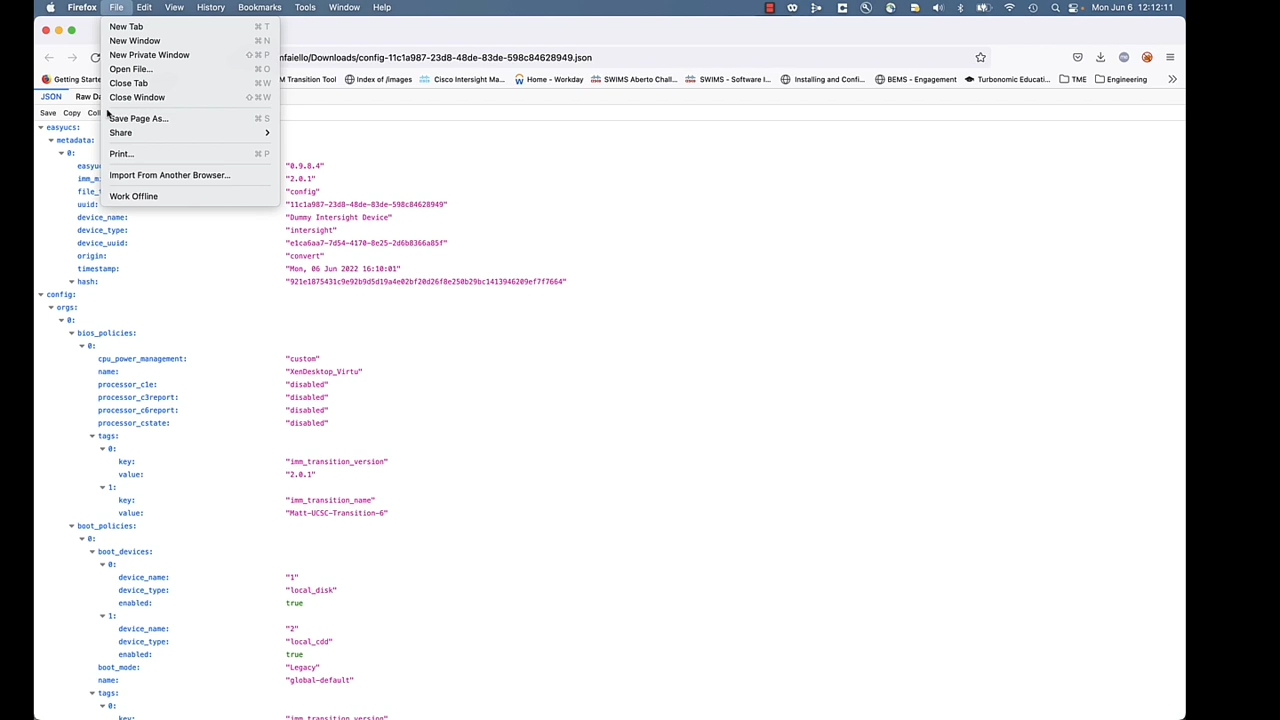 Firefox File Edit View History Bookmarks Tools Window Help Mon Jun 6 12:12:11
New Tab ⌘ T
New Window ⌘ N
New Private Window ⇧ ⌘ P
Open File... ⌘ O
Close Tab ⌘ W
Close Window ⇧ ⌘ W
Save Page As... ⌘ S
Share
Print... ⌘ P
Import From Another Browser...
Work Offline
nfaiello/Downloads/config-11c1a987-23d8-48de-83de-598c84628949.json
Getting Starte M Transition Tool Index of /images Cisco Intersight Mana Home - Workday SWIMS Aberto Chall... SWIMS - Software L... Installing and Confi... BEMS - Engagement Turbonomic Educati... TME Engineering
JSON Raw Da
Save Copy Coll
easyucs:
metadata:
0:
easyuc "0.9.8.4"
imm_m "2.0.1"
file_t "config"
uuid: "11c1a987-23d8-48de-83de-598c84628949"
device_name: "Dummy Intersight Device"
device_type: "intersight"
device_uuid: "e1ca6aa7-7d54-4170-8e25-2d6b8366a85f"
origin: "convert"
timestamp: "Mon, 06 Jun 2022 16:10:01"
hash: "921e1875431c9e92b9d5d19a4e02bf20d26f8e250b29bc1413946209ef7f7664"
config:
orgs:
0:
bios_policies:
0:
cpu_power_management: "custom"
name: "XenDesktop_Virtu"
processor_c1e: "disabled"
processor_c3report: "disabled"
processor_c6report: "disabled"
processor_cstate: "disabled"
tags:
0:
key: "imm_transition_version"
value: "2.0.1"
1:
key: "imm_transition_name"
value: "Matt-UCSC-Transition-6"
boot_policies:
0:
boot_devices:
0:
device_name: "1"
device_type: "local_disk"
enabled: true
1:
device_name: "2"
device_type: "local_cdd"
enabled: true
boot_mode: "Legacy"
name: "global-default"
tags:
0:
key: "imm_transition_version"